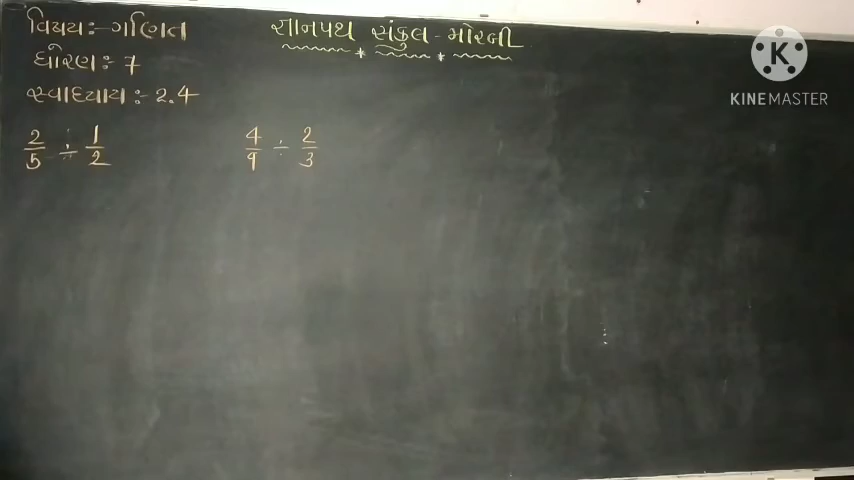 વિષય:- ગણિત
જ્ઞાનપથ સંકુલ - મોરબી
ધોરણ:- 7
સ્વાધ્યાય:- 2.4
2/5 ÷ 1/2
4/9 ÷ 2/3
K
KINEMASTER